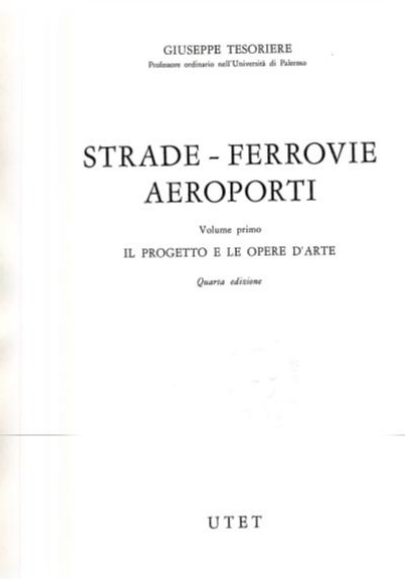 GIUSEPPE TESORIERE
Professore ordinario nell'Università di Palermo
STRADE - FERROVIE
AEROPORTI
Volume primo
IL PROGETTO E LE OPERE D'ARTE
Quarta edizione
UTET